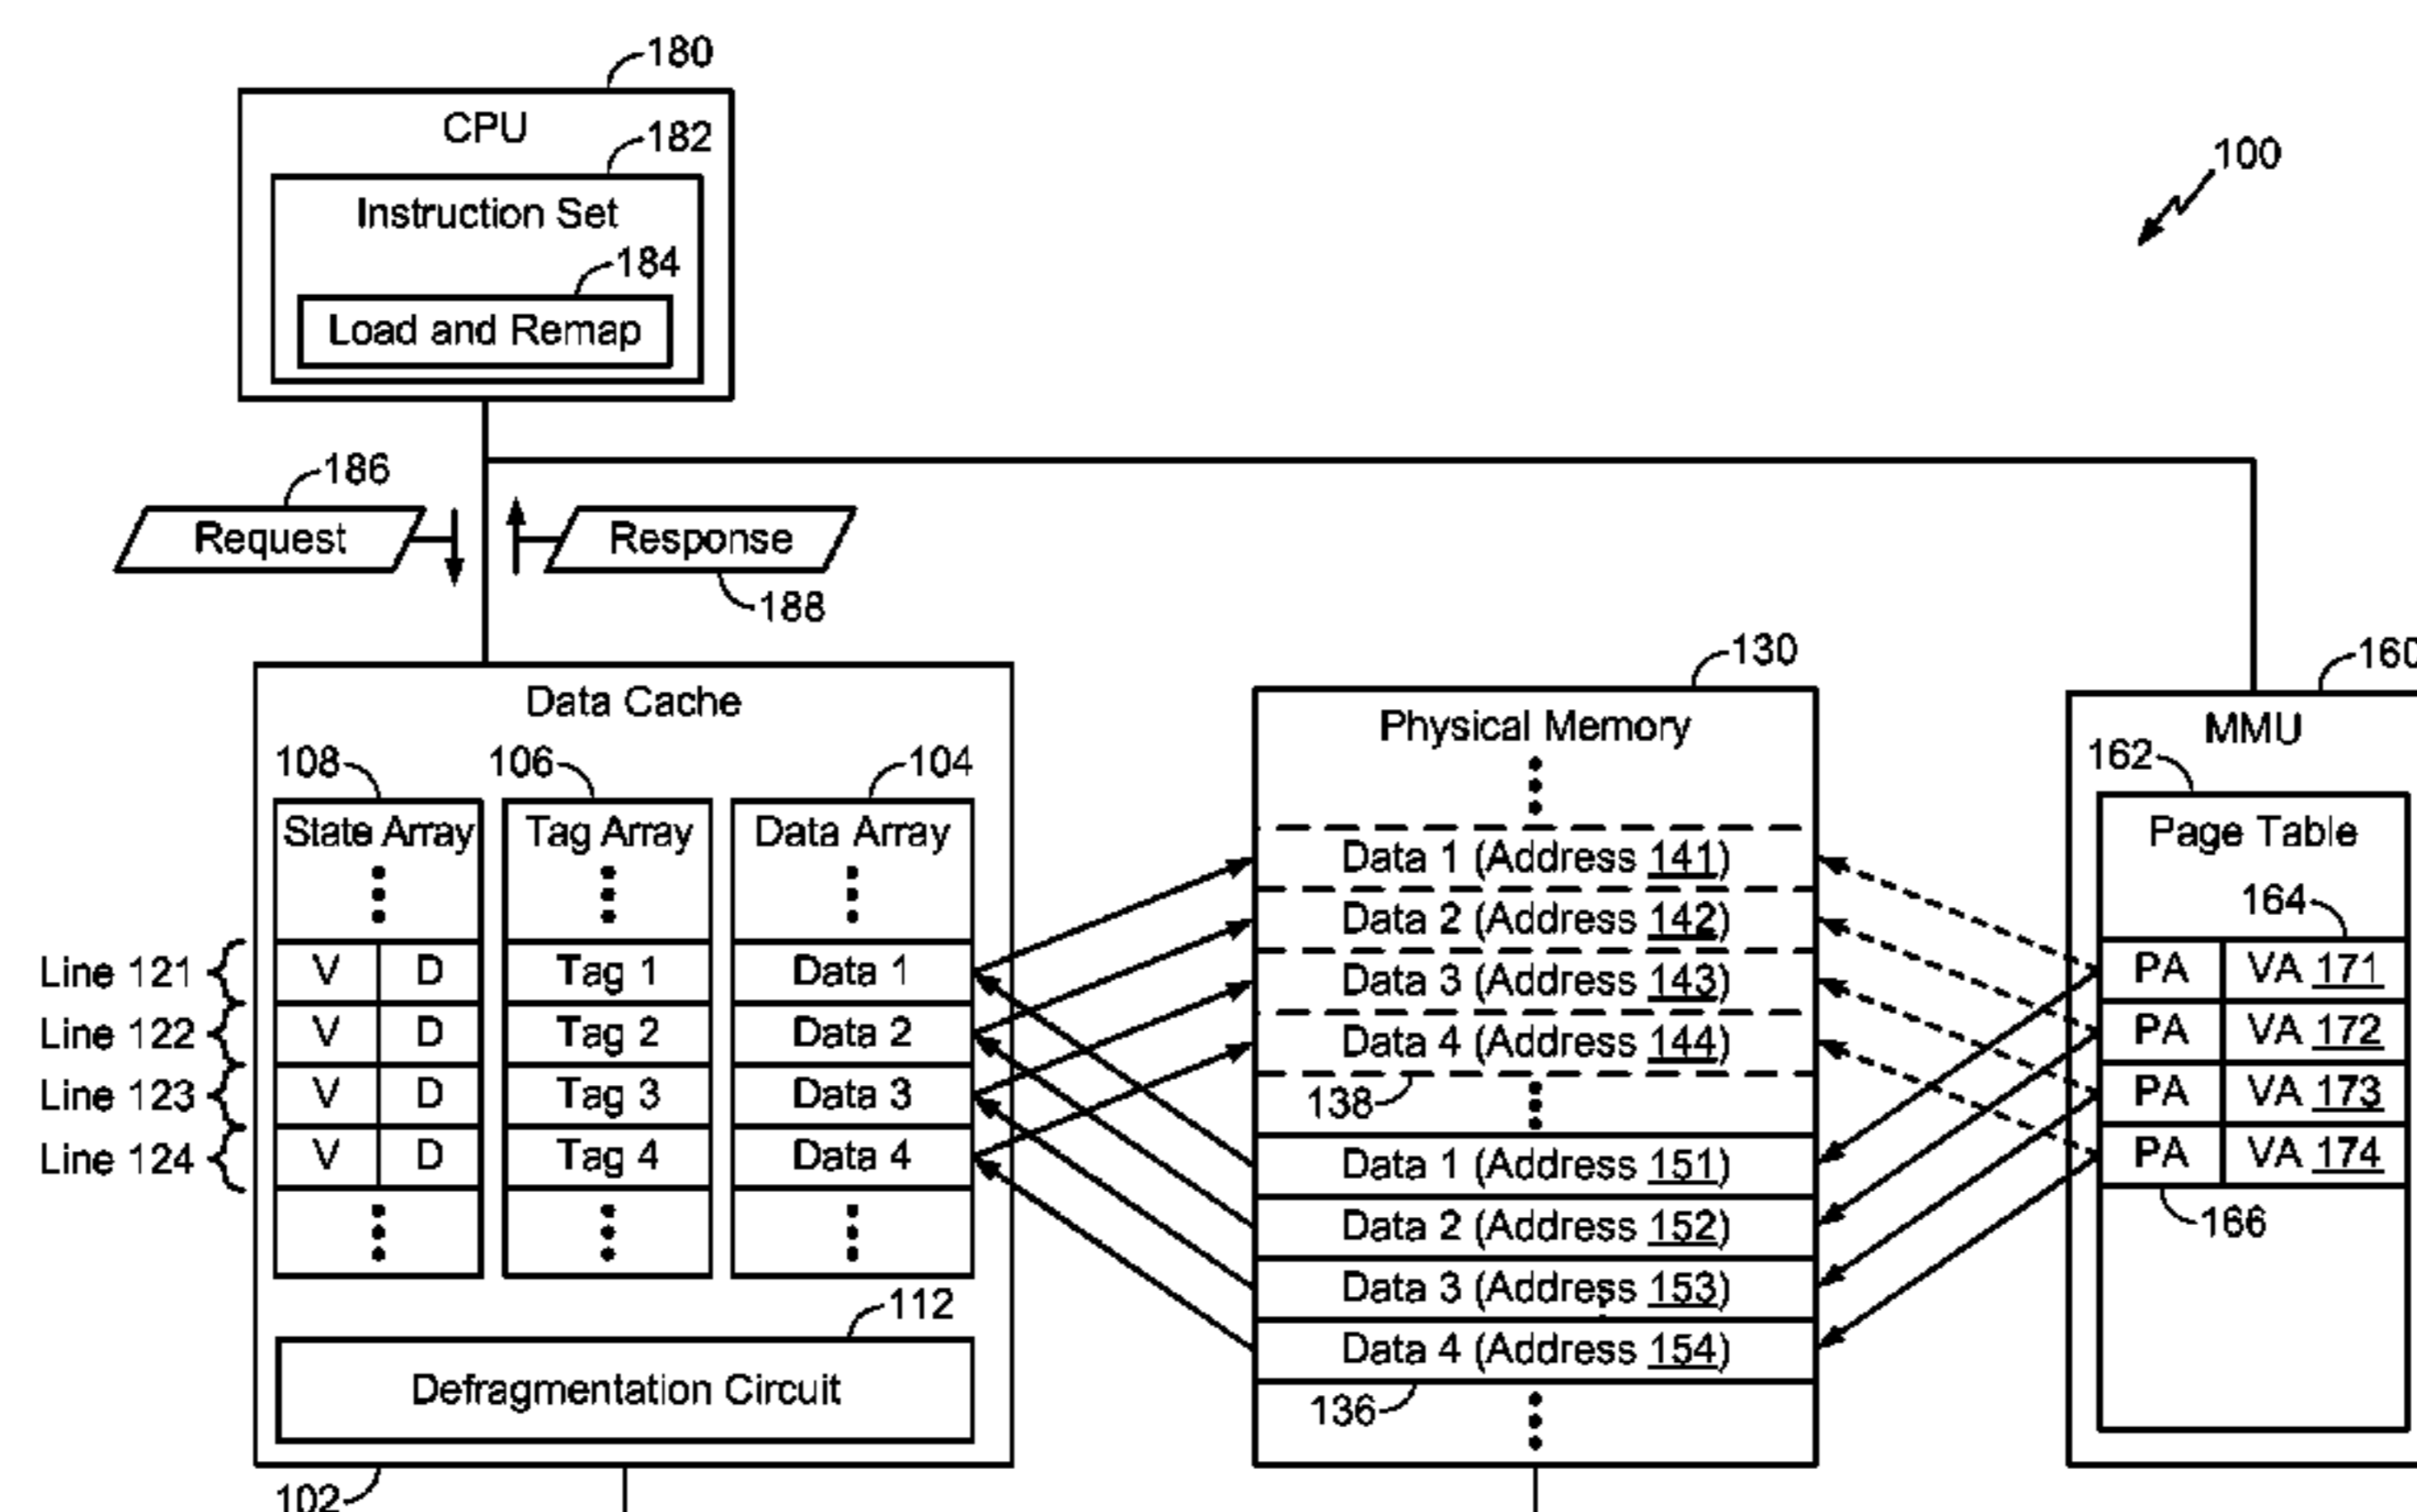 180
CPU
182
Instruction Set
184
Load and Remap
100
186
Request
Response
188
130
160
Data Cache
Physical Memory
MMU
108
106
104
162
State Array
Tag Array
Data Array
Page Table
164
Data 1 (Address 141)
Data 2 (Address 142)
Data 3 (Address 143)
Data 4 (Address 144)
138
Line 121
V D Tag 1 Data 1
PA VA 171
Line 122
V D Tag 2 Data 2
PA VA 172
Line 123
V D Tag 3 Data 3
PA VA 173
Line 124
V D Tag 4 Data 4
PA VA 174
166
Data 1 (Address 151)
Data 2 (Address 152)
Data 3 (Address 153)
Data 4 (Address 154)
136
112
Defragmentation Circuit
102